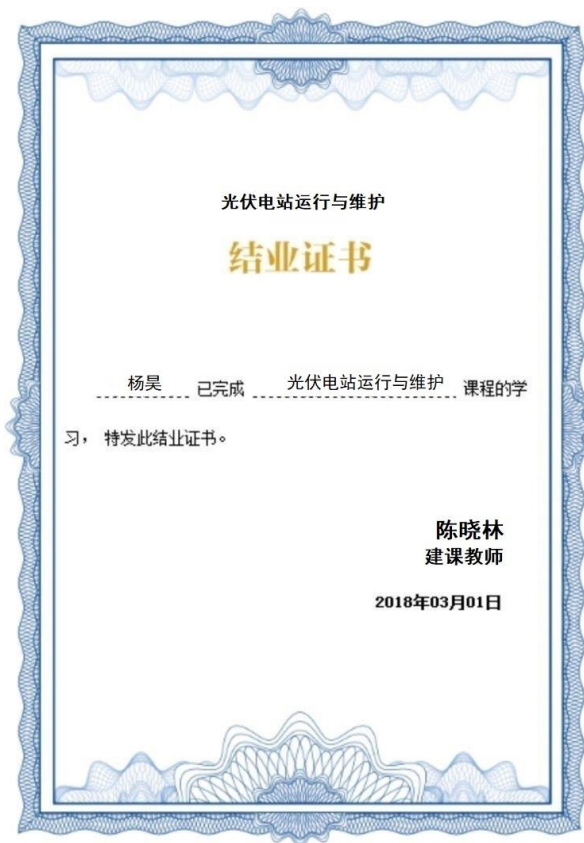 光伏电站运行与维护
结业证书
杨昊 已完成 光伏电站运行与维护 课程的学
习， 特发此结业证书。
陈晓林
建课教师
2018年03月01日